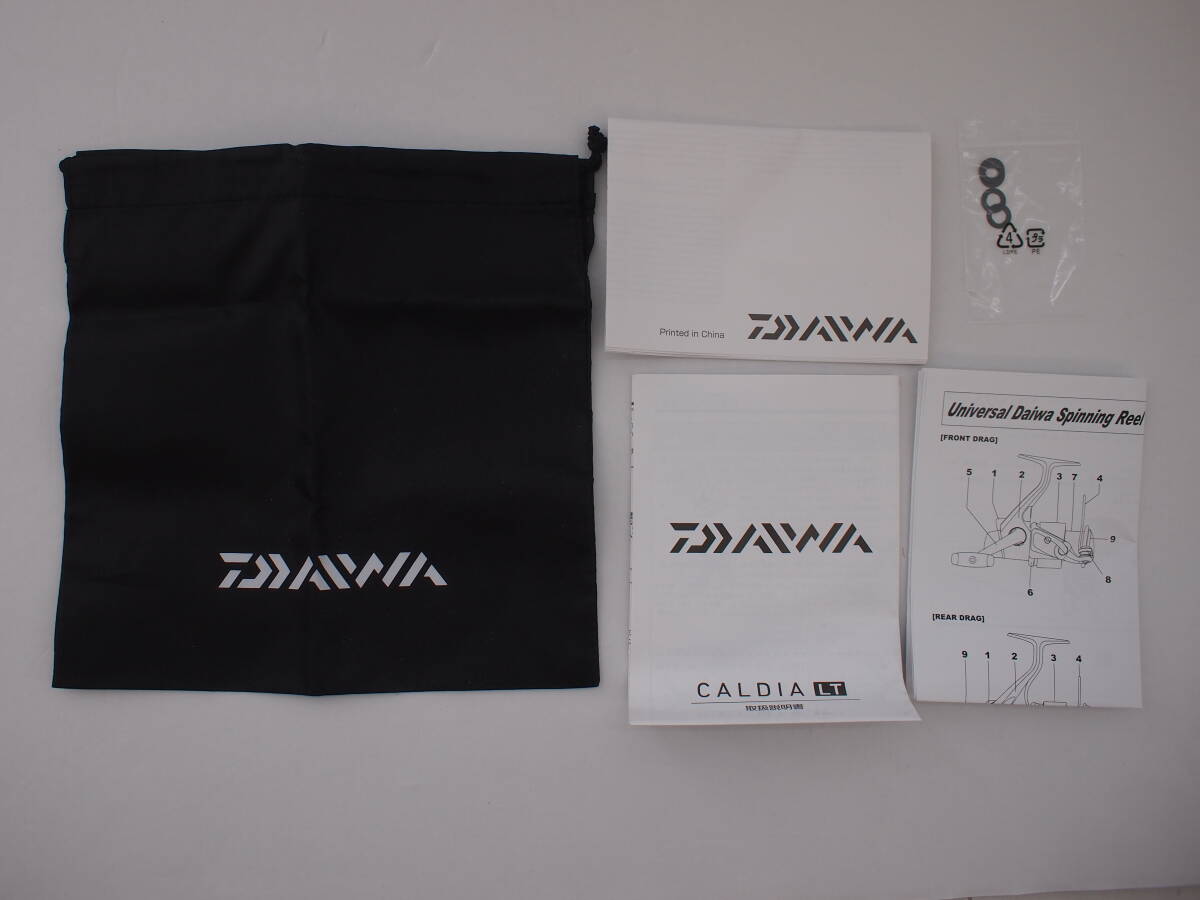 DAIWA
Printed in China DAIWA
4
LDPE
プラ
PE
DAIWA
CALDIA LT
取扱説明書
Universal Daiwa Spinning Reel
[FRONT DRAG]
5 1 2 3 7 4
9
8
6
[REAR DRAG]
9 1 2 3 4